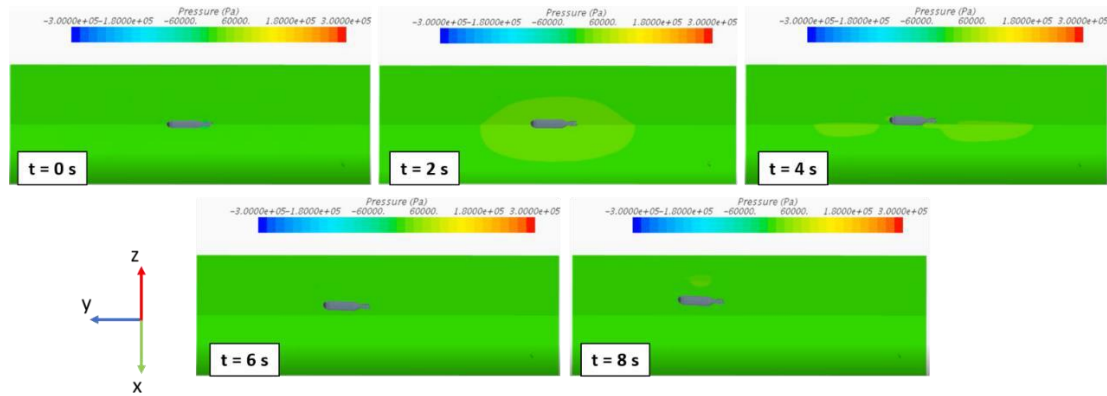 Pressure (Pa)
-3.0000e+05 -1.8000e+05 -60000. 60000. 1.8000e+05 3.0000e+05
t = 0 s
Pressure (Pa)
-3.0000e+05 -1.8000e+05 -60000. 60000. 1.8000e+05 3.0000e+05
t = 2 s
Pressure (Pa)
-3.0000e+05 -1.8000e+05 -60000. 60000. 1.8000e+05 3.0000e+05
t = 4 s
z
y
x
Pressure (Pa)
-3.0000e+05 -1.8000e+05 -60000. 60000. 1.8000e+05 3.0000e+05
t = 6 s
Pressure (Pa)
-3.0000e+05 -1.8000e+05 -60000. 60000. 1.8000e+05 3.0000e+05
t = 8 s